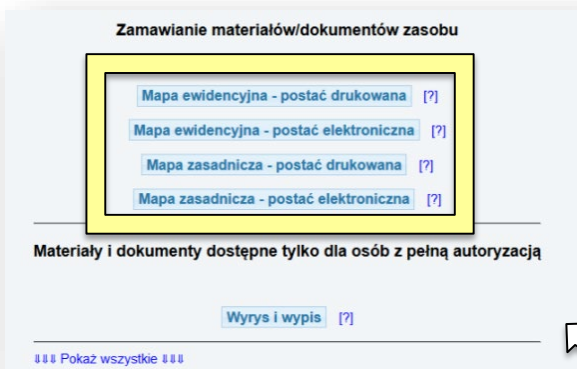 Zamawianie materiałów/dokumentów zasobu
Mapa ewidencyjna - postać drukowana [?]
Mapa ewidencyjna - postać elektroniczna [?]
Mapa zasadnicza - postać drukowana [?]
Mapa zasadnicza - postać elektroniczna [?]
Materiały i dokumenty dostępne tylko dla osób z pełną autoryzacją
Wyrys i wypis [?]
⇓⇓⇓ Pokaż wszystkie ⇓⇓⇓